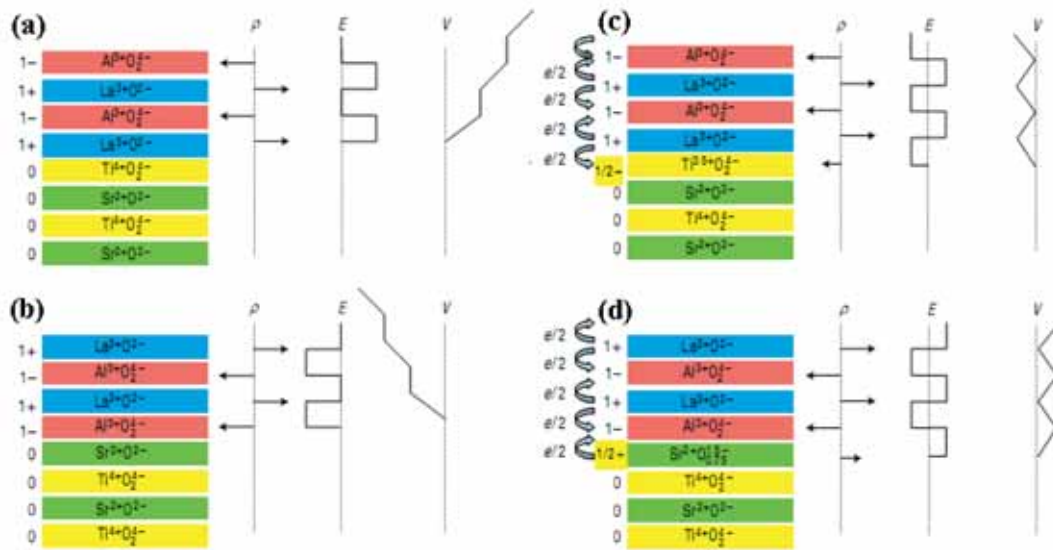 (a)
ρ E V
1− Al³⁺O₂⁴⁻
1+ La³⁺O²⁻
1− Al³⁺O₂⁴⁻
1+ La³⁺O²⁻
0 Ti⁴⁺O₂⁴⁻
0 Sr²⁺O²⁻
0 Ti⁴⁺O₂⁴⁻
0 Sr²⁺O²⁻
(b)
ρ E V
1+ La³⁺O²⁻
1− Al³⁺O₂⁴⁻
1+ La³⁺O²⁻
1− Al³⁺O₂⁴⁻
0 Sr²⁺O²⁻
0 Ti⁴⁺O₂⁴⁻
0 Sr²⁺O²⁻
0 Ti⁴⁺O₂⁴⁻
(c)
ρ E V
1− Al³⁺O₂⁴⁻
e/2
1+ La³⁺O²⁻
e/2
1− Al³⁺O₂⁴⁻
e/2
1+ La³⁺O²⁻
e/2
1/2− Ti³·⁵⁺O₂⁴⁻
0 Sr²⁺O²⁻
0 Ti⁴⁺O₂⁴⁻
0 Sr²⁺O²⁻
(d)
ρ E V
e/2
1+ La³⁺O²⁻
e/2
1− Al³⁺O₂⁴⁻
e/2
1+ La³⁺O²⁻
e/2
1− Al³⁺O₂⁴⁻
e/2
1/2+
0 Ti⁴⁺O₂⁴⁻
0 Sr²⁺O²⁻
0 Ti⁴⁺O₂⁴⁻